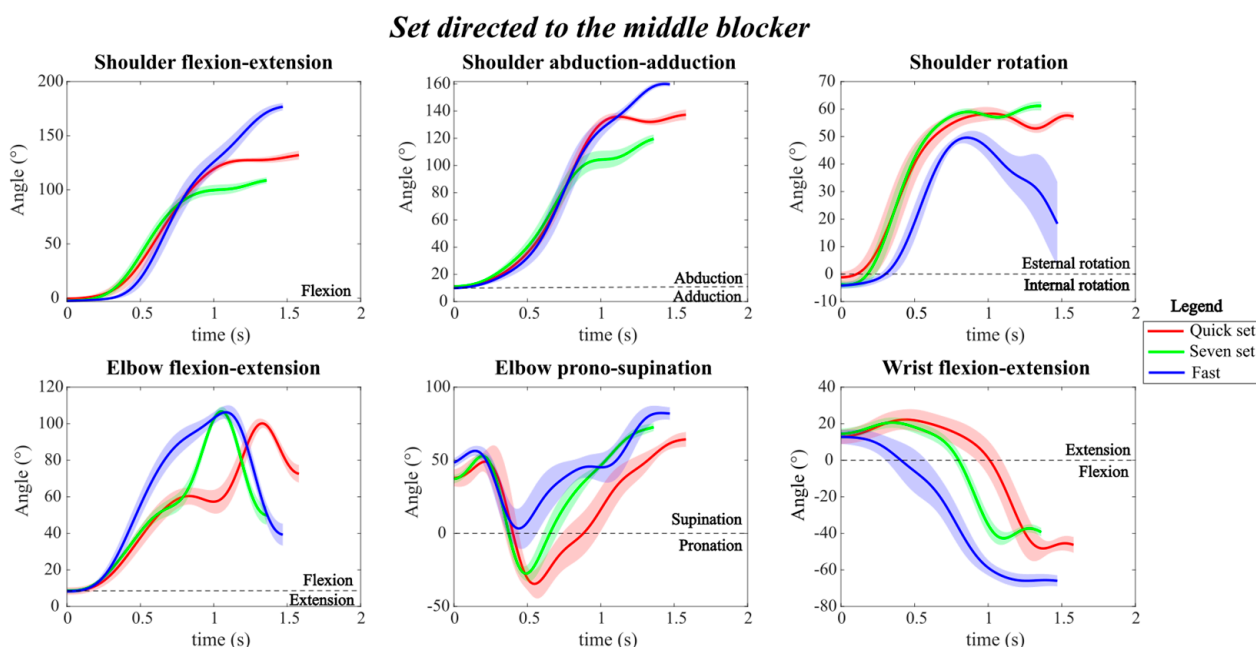 Set directed to the middle blocker
Shoulder flexion-extension
Shoulder abduction-adduction
Shoulder rotation
Angle (°)
200
150
100
50
0
Flexion
0
0.5
1
1.5
2
time (s)
Angle (°)
160
140
120
100
80
60
40
20
0
Abduction
Adduction
0
0.5
1
1.5
2
time (s)
Angle (°)
70
60
50
40
30
20
10
0
-10
Esternal rotation
Internal rotation
0
0.5
1
1.5
2
time (s)
Legend
Quick set
Seven set
Fast
Elbow flexion-extension
Elbow prono-supination
Wrist flexion-extension
Angle (°)
120
100
80
60
40
20
0
Flexion
Extension
0
0.5
1
1.5
2
time (s)
Angle (°)
100
50
0
-50
Supination
Pronation
0
0.5
1
1.5
2
time (s)
Angle (°)
40
20
0
-20
-40
-60
-80
Extension
Flexion
0
0.5
1
1.5
2
time (s)